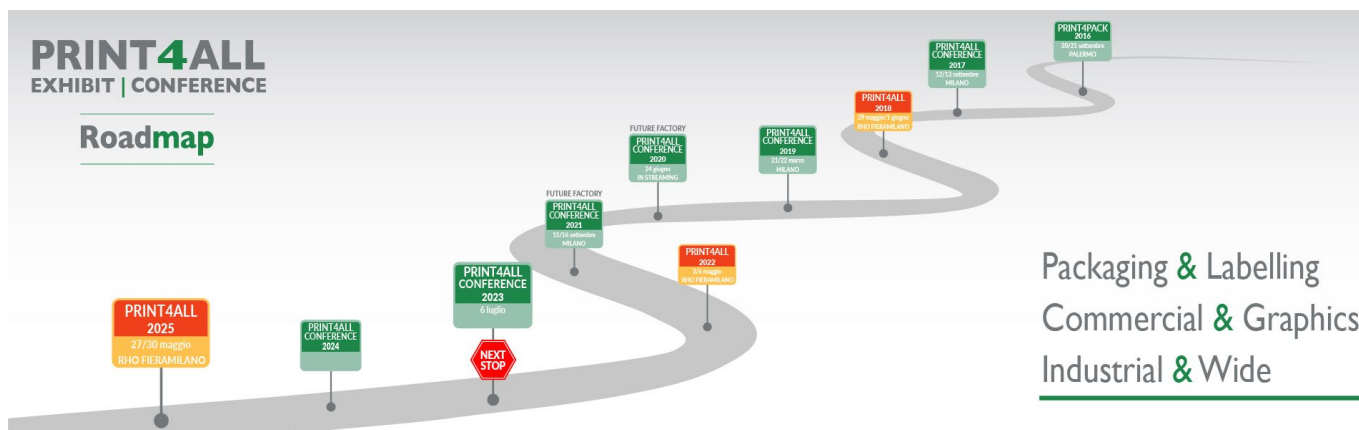 PRINT4ALL
EXHIBIT | CONFERENCE
Roadmap
PRINT4PACK
2016
20/21 settembre
PALERMO
PRINT4ALL
CONFERENCE
2017
12/13 settembre
MILANO
PRINT4ALL
2018
29 maggio/1 giugno
RHO FIERAMILANO
PRINT4ALL
CONFERENCE
2019
21/22 marzo
MILANO
FUTURE FACTORY
PRINT4ALL
CONFERENCE
2020
24 giugno
IN STREAMING
FUTURE FACTORY
PRINT4ALL
CONFERENCE
2021
15/16 settembre
MILANO
PRINT4ALL
2022
3/6 maggio
RHO FIERAMILANO
PRINT4ALL
CONFERENCE
2023
6 luglio
NEXT
STOP
PRINT4ALL
CONFERENCE
2024
PRINT4ALL
2025
27/30 maggio
RHO FIERAMILANO
Packaging & Labelling
Commercial & Graphics
Industrial & Wide